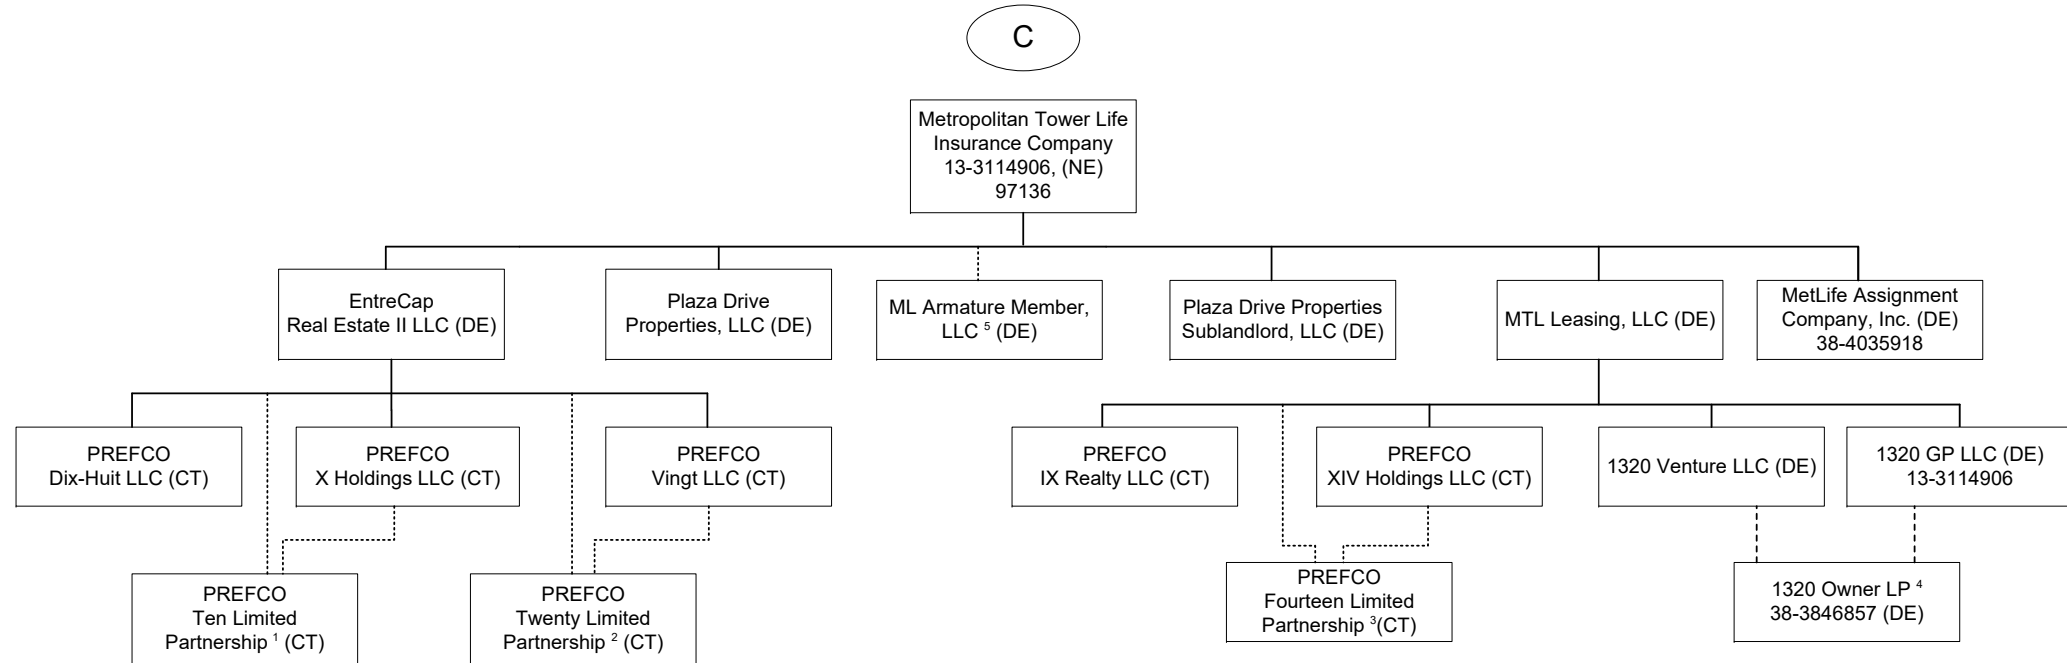 C
Metropolitan Tower Life
Insurance Company
13-3114906, (NE)
97136
EntreCap
Real Estate II LLC (DE)
Plaza Drive
Properties, LLC (DE)
ML Armature Member,
LLC ⁵ (DE)
Plaza Drive Properties
Sublandlord, LLC (DE)
MTL Leasing, LLC (DE)
MetLife Assignment
Company, Inc. (DE)
38-4035918
PREFCO
Dix-Huit LLC (CT)
PREFCO
X Holdings LLC (CT)
PREFCO
Vingt LLC (CT)
PREFCO
IX Realty LLC (CT)
PREFCO
XIV Holdings LLC (CT)
1320 Venture LLC (DE)
1320 GP LLC (DE)
13-3114906
PREFCO
Ten Limited
Partnership ¹ (CT)
PREFCO
Twenty Limited
Partnership ² (CT)
PREFCO
Fourteen Limited
Partnership ³(CT)
1320 Owner LP ⁴
38-3846857 (DE)